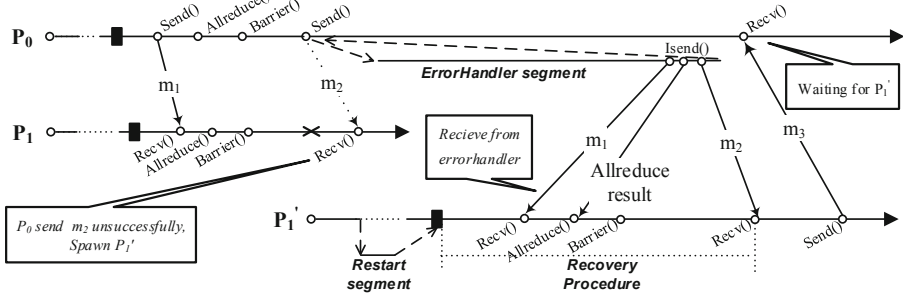 Send()
Allreduce()
Barrier()
Send()
Recv()
P0
Isend()
ErrorHandler segment
Waiting for P1'
m1
m2
P1
Recv()
Allreduce()
Barrier()
Recv()
Recieve from
errorhandler
m1
m2
m3
Allreduce
result
P0 send m2 unsuccessfully,
Spawn P1'
P1'
Recv()
Allreduce()
Barrier()
Recv()
Send()
Restart
segment
Recovery
Procedure